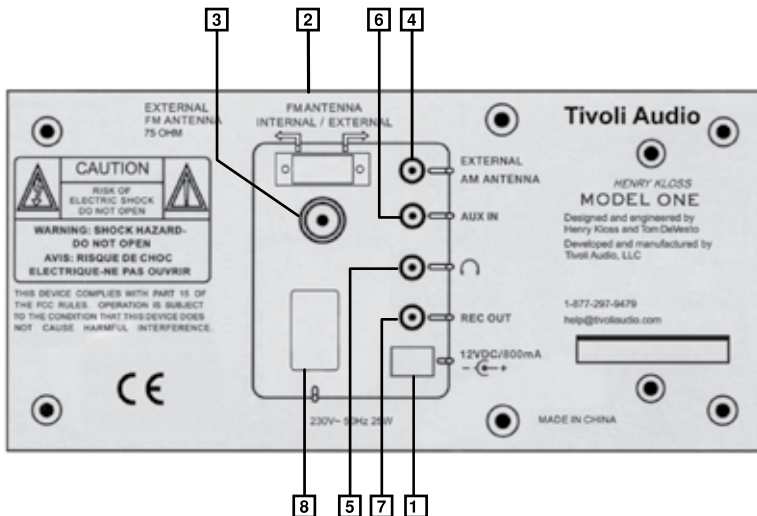 3
2
6
4
EXTERNAL
FM ANTENNA
75 OHM
FM ANTENNA
INTERNAL / EXTERNAL
Tivoli Audio
CAUTION
RISK OF
ELECTRIC SHOCK
DO NOT OPEN
WARNING: SHOCK HAZARD-
DO NOT OPEN
AVIS: RISQUE DE CHOC
ELECTRIQUE-NE PAS OUVRIR
THIS DEVICE COMPLIES WITH PART 15 OF
THE FCC RULES. OPERATION IS SUBJECT
TO THE CONDITION THAT THIS DEVICE DOES
NOT CAUSE HARMFUL INTERFERENCE.
CE
EXTERNAL
AM ANTENNA
AUX IN
REC OUT
12VDC/800mA
- +
230V~ 50Hz 25W
HENRY KLOSS
MODEL ONE
Designed and engineered by
Henry Kloss and Tom DeVesto
Developed and manufactured by
Tivoli Audio, LLC
1-877-297-9479
help@tivoliaudio.com
MADE IN CHINA
8
5
7
1